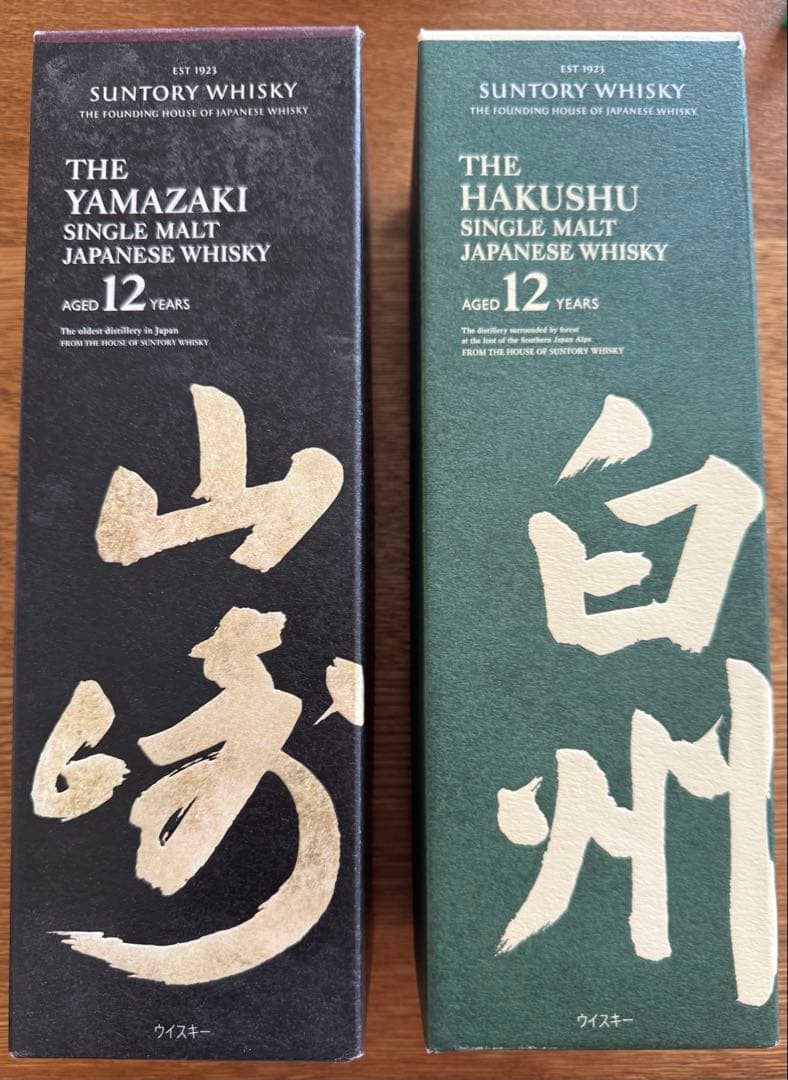 EST 1923
SUNTORY WHISKY
THE FOUNDING HOUSE OF JAPANESE WHISKY
THE
YAMAZAKI
SINGLE MALT
JAPANESE WHISKY
AGED 12 YEARS
The oldest distillery in Japan
FROM THE HOUSE OF SUNTORY WHISKY
山
崎
ウイスキー
EST 1923
SUNTORY WHISKY
THE FOUNDING HOUSE OF JAPANESE WHISKY
THE
HAKUSHU
SINGLE MALT
JAPANESE WHISKY
AGED 12 YEARS
The distillery surrounded by forest
at the foot of the Southern Japan Alps
FROM THE HOUSE OF SUNTORY WHISKY
白
州
ウイスキー